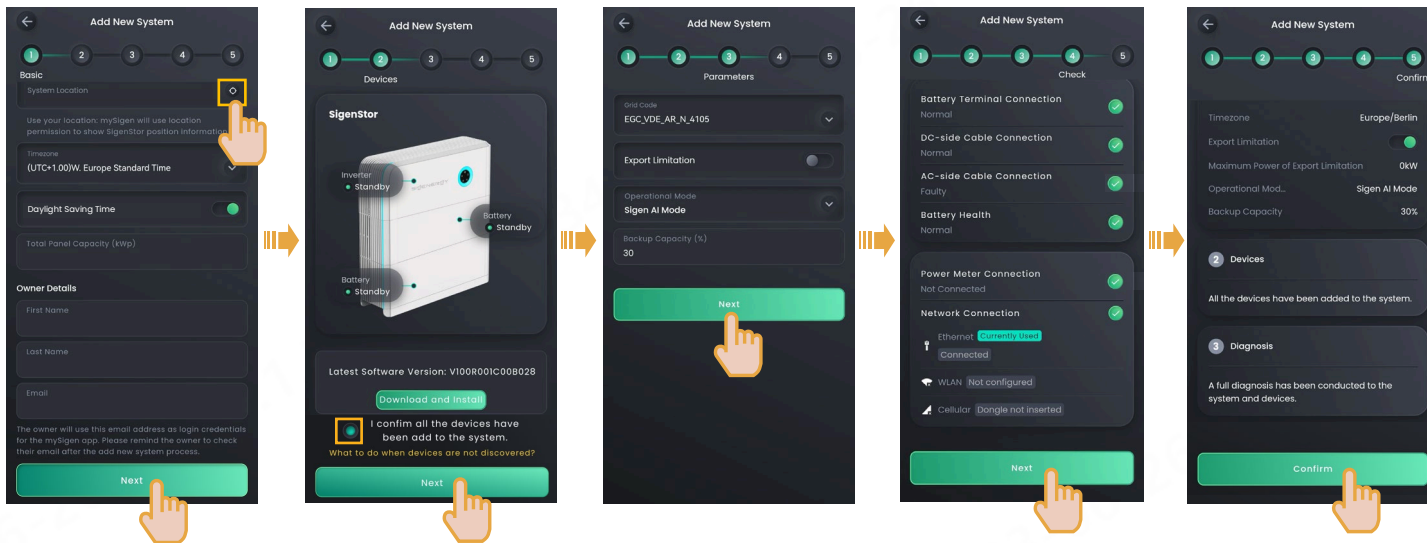 Add New System
1
2
3
4
5
Basic
System Location
Use your location: mySigen will use location
permission to show SigenStor position information
Timezone
(UTC+1.00)W. Europe Standard Time
Daylight Saving Time
Total Panel Capacity (kWp)
Owner Details
First Name
Last Name
Email
The owner will use this email address as login credentials
for the mySigen app. Please remind the owner to check
their email after the add new system process.
Next
Add New System
1
2
3
4
5
Devices
SigenStor
Inverter
Standby
Battery
Standby
Battery
Standby
Latest Software Version: V100R001C00B028
Download and Install
I confim all the devices have
been add to the system.
What to do when devices are not discovered?
Next
Add New System
1
2
3
4
5
Parameters
Grid Code
EGC_VDE_AR_N_4105
Export Limitation
Operational Mode
Sigen AI Mode
Backup Capacity (%)
30
Next
Add New System
1
2
3
4
5
Check
Battery Terminal Connection
Normal
DC-side Cable Connection
Normal
AC-side Cable Connection
Faulty
Battery Health
Normal
Power Meter Connection
Not Connected
Network Connection
Ethernet Currently Used
Connected
WLAN Not configured
Cellular Dongle not inserted
Next
Add New System
1
2
3
4
5
Confirm
Timezone Europe/Berlin
Export Limitation
Maximum Power of Export Limitation 0kW
Operational Mod... Sigen AI Mode
Backup Capacity 30%
2 Devices
All the devices have been added to the system.
3 Diagnosis
A full diagnosis has been conducted to the
system and devices.
Confirm